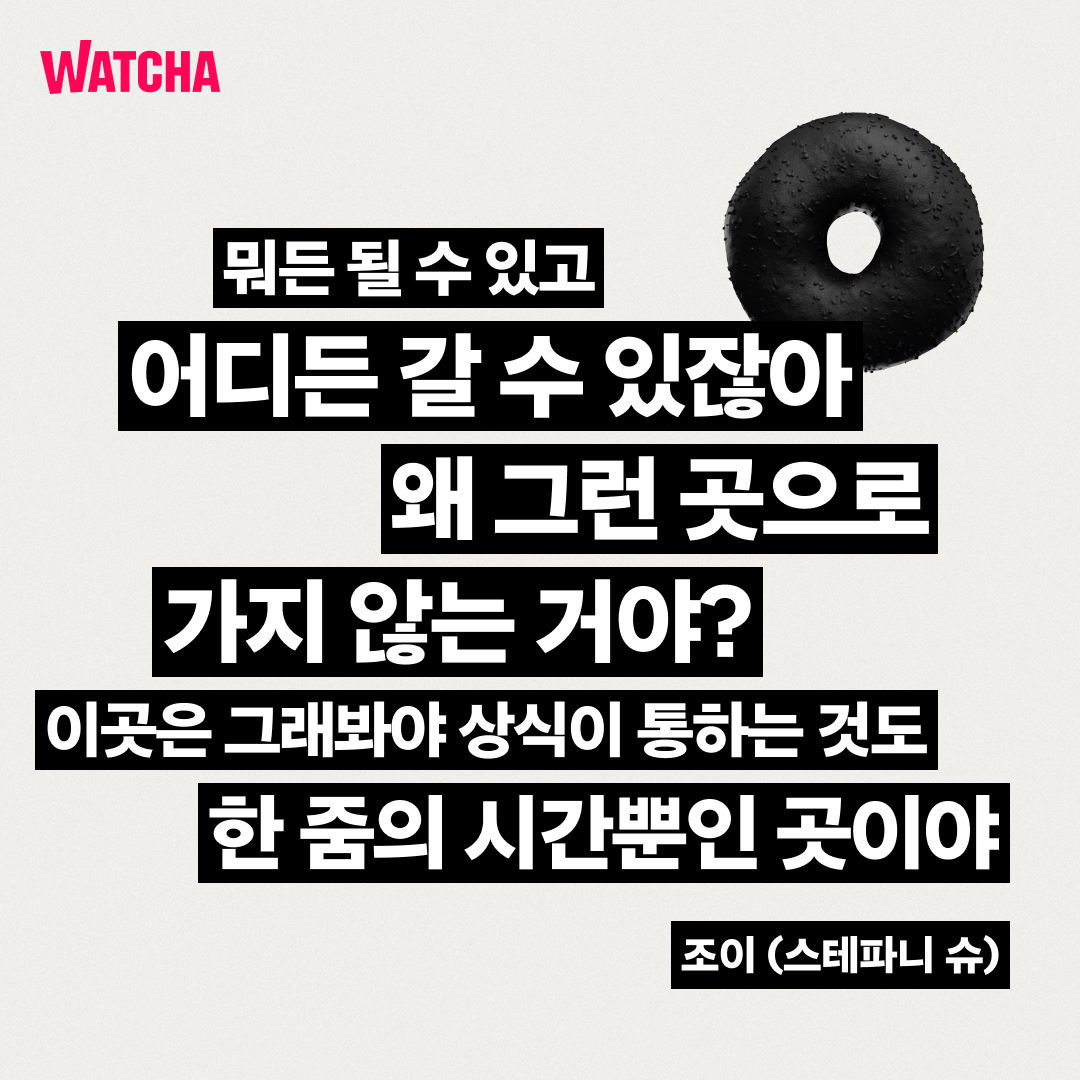 WATCHA
뭐든 될 수 있고
어디든 갈 수 있잖아
왜 그런 곳으로
가지 않는 거야?
이곳은 그래봐야 상식이 통하는 것도
한 줌의 시간뿐인 곳이야
조이 (스테파니 슈)